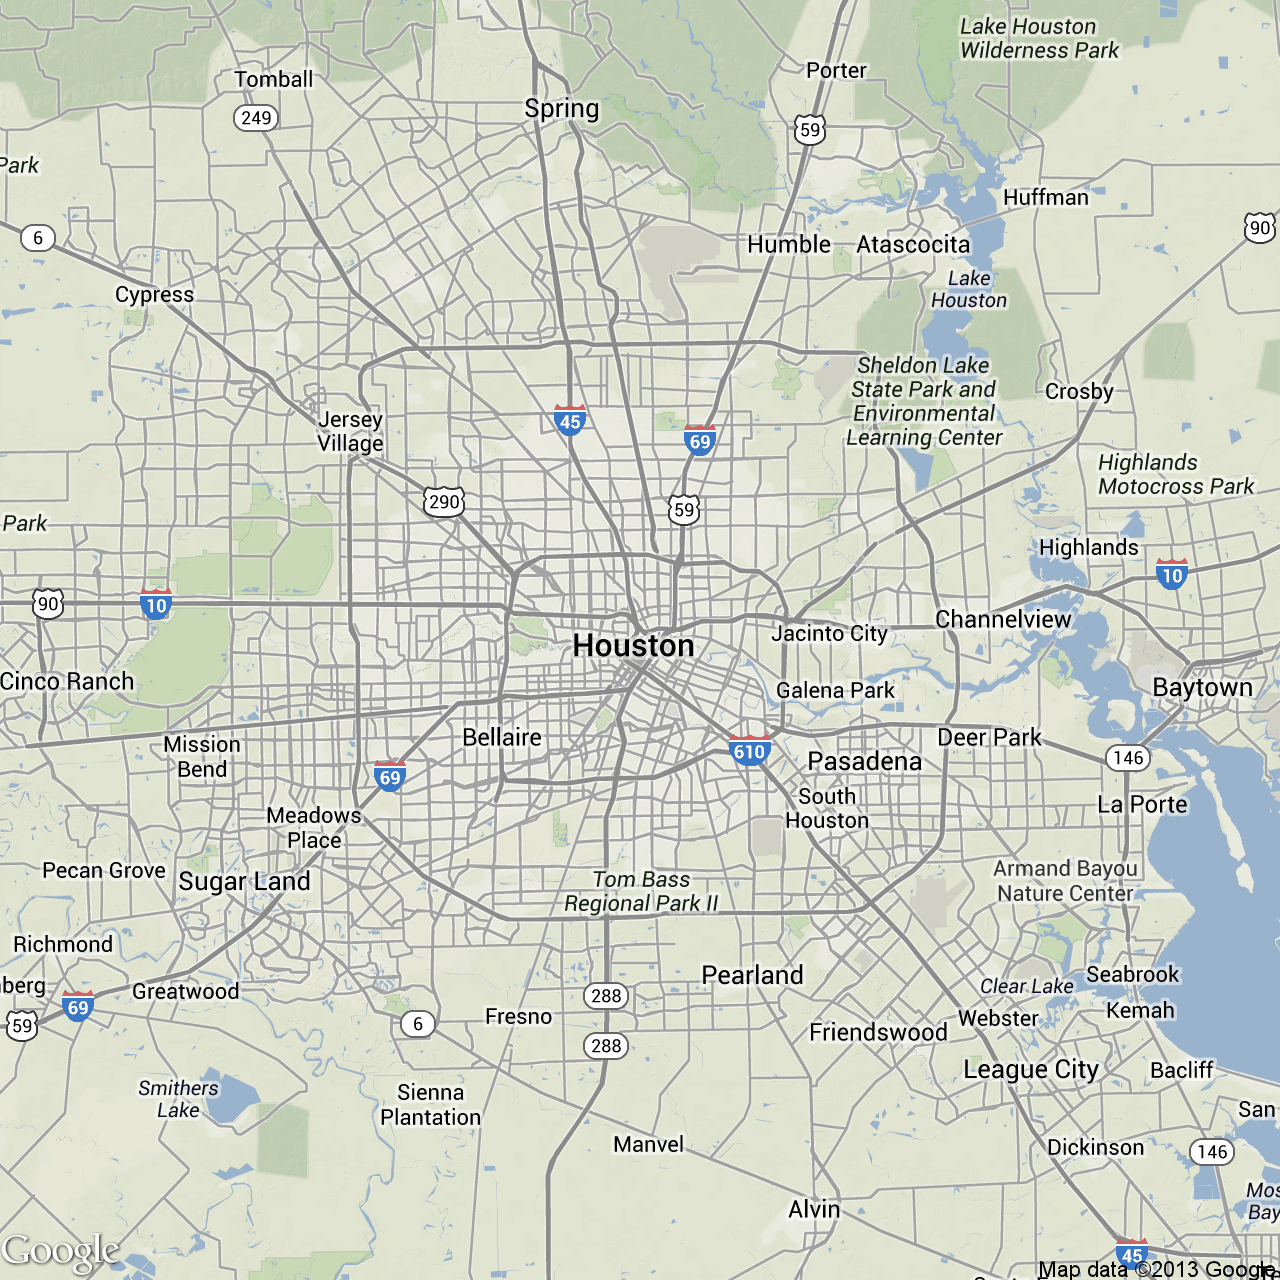 Lake Houston
Wilderness Park
Porter
Tomball
Spring
249
59
Park
Huffman
6
90
Humble
Atascocita
Cypress
Lake
Houston
Sheldon Lake
State Park and
Environmental
Learning Center
Crosby
Jersey
Village
45
69
Highlands
Motocross Park
290
59
Park
Highlands
10
90
10
Channelview
Jacinto City
Houston
Cinco Ranch
Galena Park
Baytown
Mission
Bend
Bellaire
610
Deer Park
Pasadena
146
69
South
Houston
La Porte
Meadows
Place
Pecan Grove
Sugar Land
Tom Bass
Regional Park II
Armand Bayou
Nature Center
Richmond
Pearland
Seabrook
nberg
Greatwood
Clear Lake
69
288
Kemah
59
6
Fresno
Webster
Friendswood
288
League City
Bacliff
Smithers
Lake
Sienna
Plantation
San
Manvel
Dickinson
146
Mos
Bay
Alvin
Google
45
Map data ©2013 Google